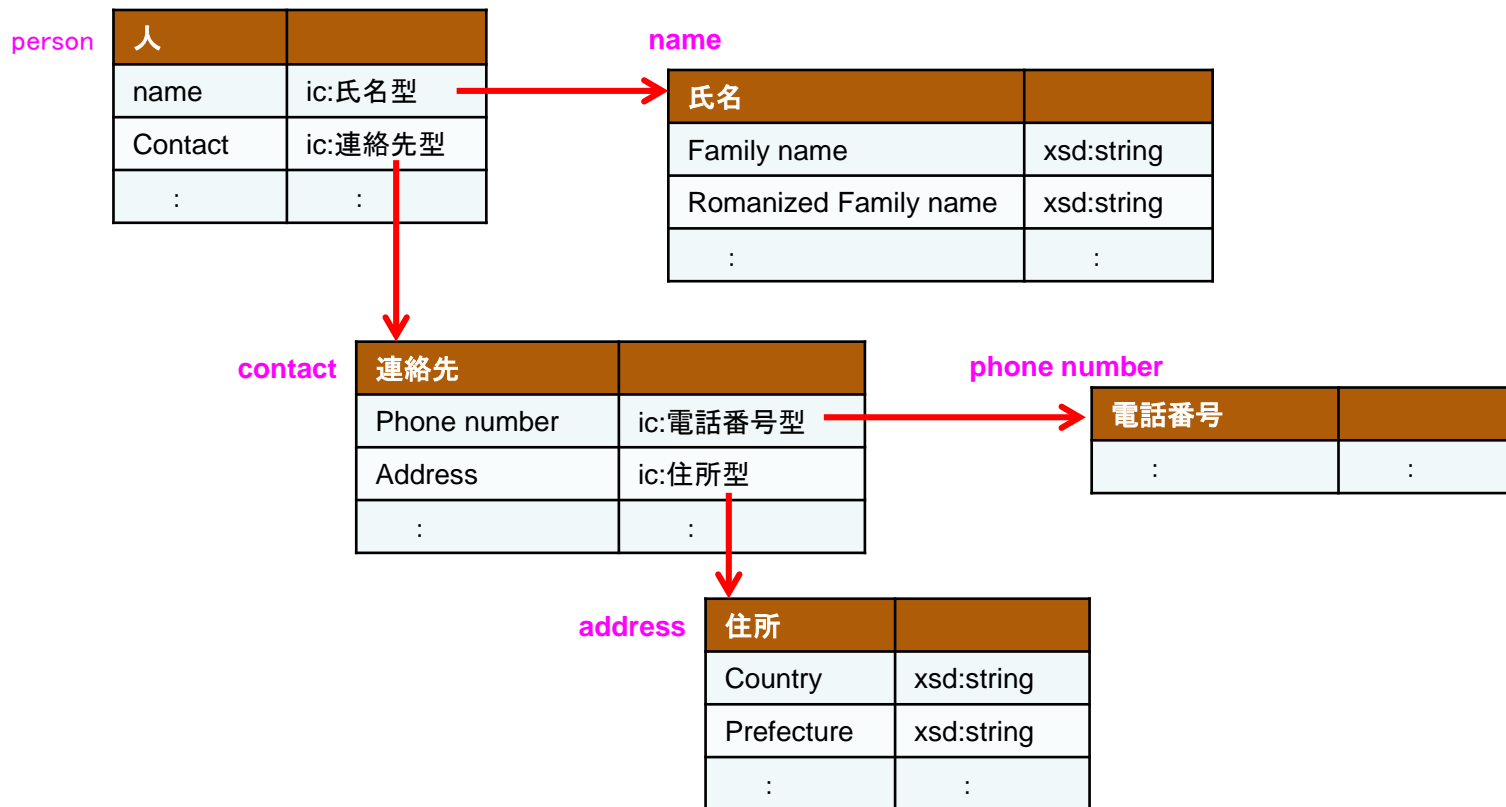 person
人
name ic:氏名型
Contact ic:連絡先型
: :
name
氏名
Family name xsd:string
Romanized Family name xsd:string
: :
contact
連絡先
Phone number ic:電話番号型
Address ic:住所型
: :
phone number
電話番号
: :
address
住所
Country xsd:string
Prefecture xsd:string
: :